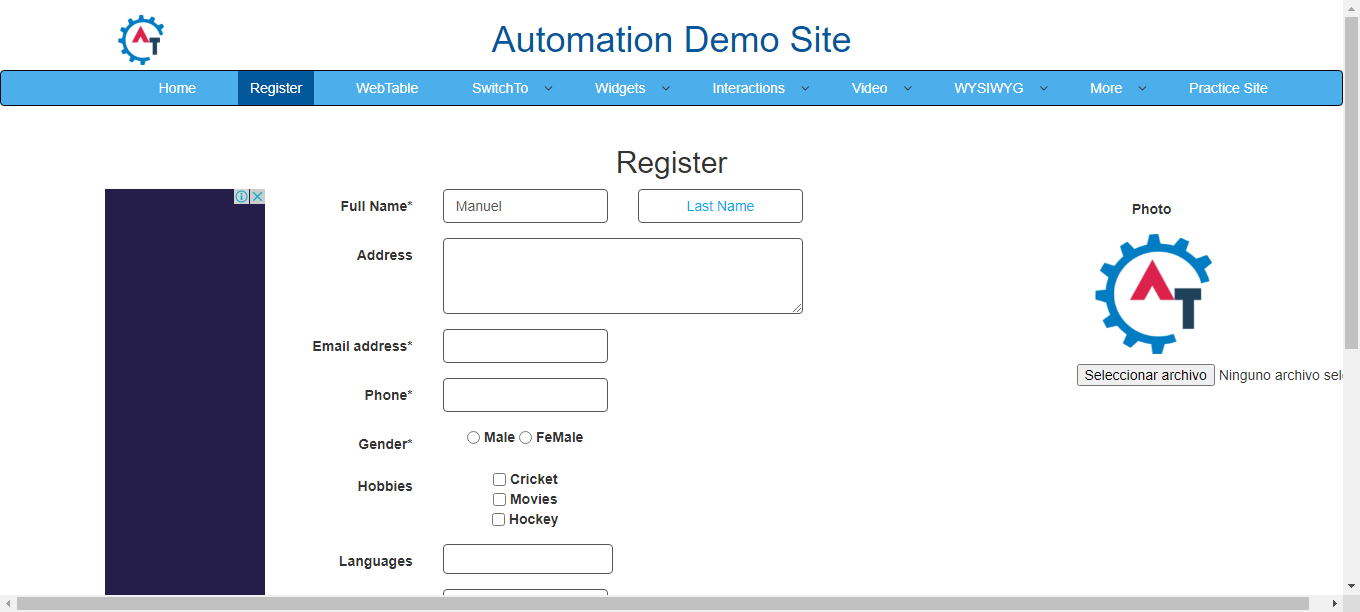 AT
Automation Demo Site
Home Register WebTable SwitchTo Widgets Interactions Video WYSIWYG More Practice Site
Register
Full Name* Manuel Last Name
Photo
Address
AT
Email address*
Seleccionar archivo Ninguno archivo sel
Phone*
Gender* Male FeMale
Hobbies
Cricket
Movies
Hockey
Languages